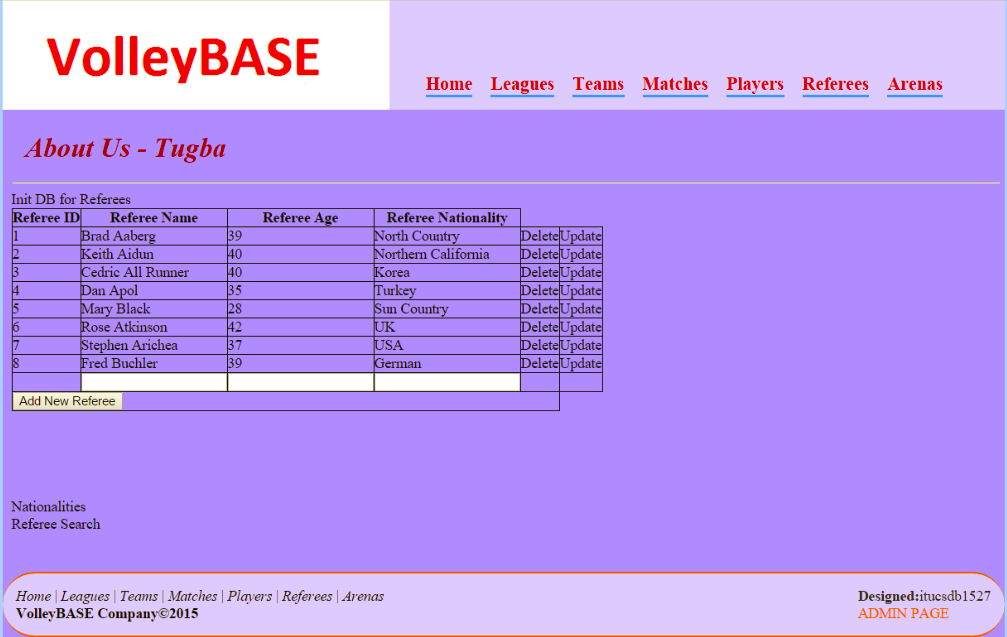 VolleyBASE
Home Leagues Teams Matches Players Referees Arenas
About Us - Tugba
Init DB for Referees
Referee ID Referee Name Referee Age Referee Nationality
1 Brad Aaberg 39 North Country Delete Update
2 Keith Aidun 40 Northern California Delete Update
3 Cedric All Runner 40 Korea Delete Update
4 Dan Apol 35 Turkey Delete Update
5 Mary Black 28 Sun Country Delete Update
6 Rose Atkinson 42 UK Delete Update
7 Stephen Arichea 37 USA Delete Update
8 Fred Buchler 39 German Delete Update
Add New Referee
Nationalities
Referee Search
Home | Leagues | Teams | Matches | Players | Referees | Arenas
VolleyBASE Company©2015
Designed:itucsdb1527
ADMIN PAGE